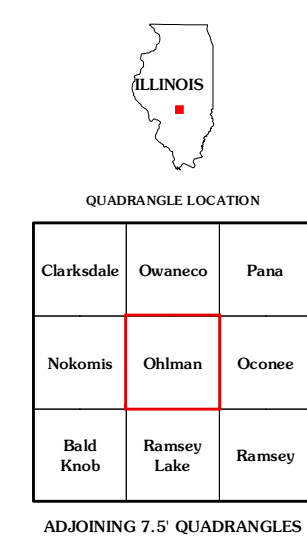 ILLINOIS
QUADRANGLE LOCATION
Clarksdale Owaneco Pana
Nokomis Ohlman Oconee
Bald Knob Ramsey Lake Ramsey
ADJOINING 7.5' QUADRANGLES